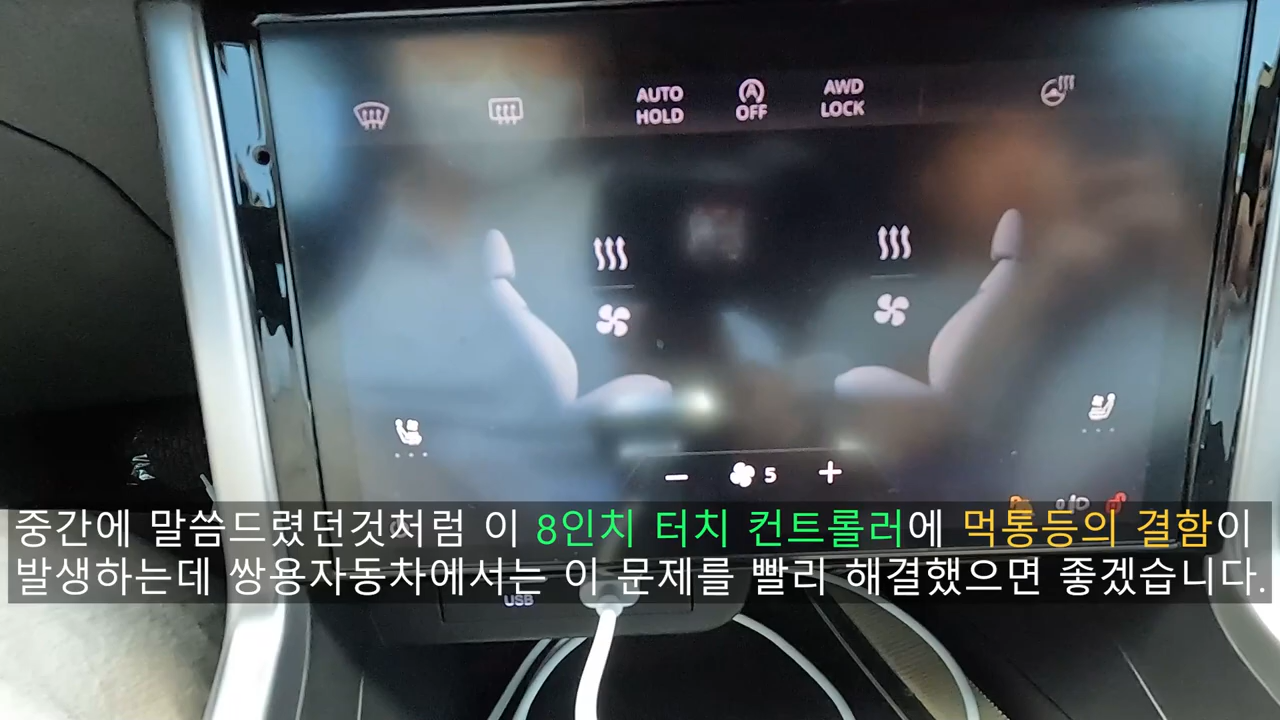 AUTO HOLD
OFF
AWD LOCK
5
중간에 말씀드렸던것처럼 이 8인치 터치 컨트롤러에 먹통등의 결함이
발생하는데 쌍용자동차에서는 이 문제를 빨리 해결했으면 좋겠습니다.
USB